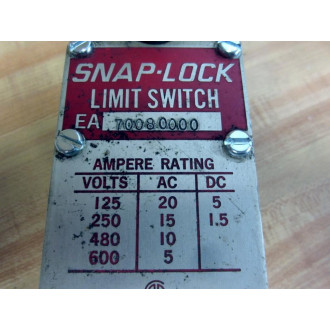 SNAP·LOCK
LIMIT SWITCH
EA 70080000
AMPERE RATING
VOLTS AC DC
125 20 5
250 15 1.5
480 10
600 5